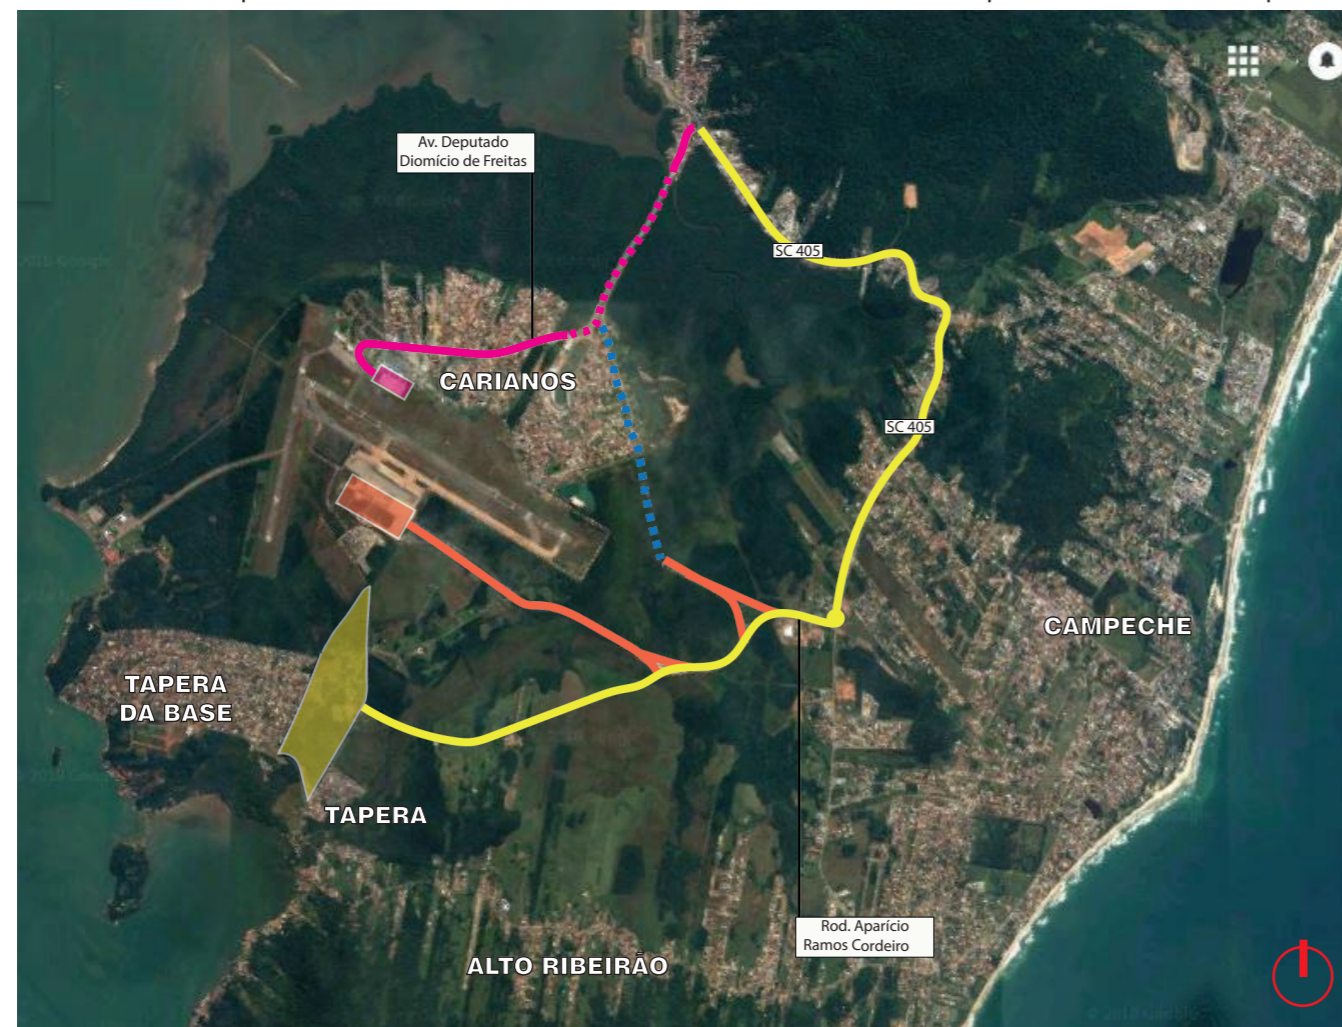 Av. Deputado
Diomício de Freitas
SC 405
CARIANOS
SC 405
CAMPECHE
TAPERA
DA BASE
TAPERA
Rod. Aparício
Ramos Cordeiro
ALTO RIBEIRÃO